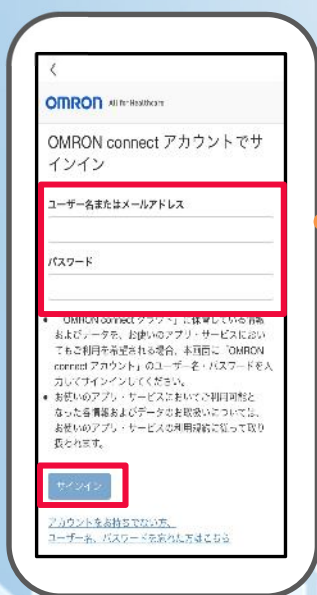 OMRON All for Healthcare
OMRON connect アカウントでサ
インイン
ユーザー名またはメールアドレス
パスワード
「OMRON connect クラウド」に保管している情報
およびデータを、お使いのアプリ・サービスにおい
てもご利用を希望される場合、本画面に「OMRON
connect アカウント」のユーザー名・パスワードを入
力してサインインしてください。
お使いのアプリ・サービスにおいてご利用可能と
なった各情報およびデータのお取扱いについては、
お使いのアプリ・サービスの利用規約に従って取り
扱われます。
サインイン
アカウントをお持ちでない方、
ユーザー名、パスワードを忘れた方はこちら